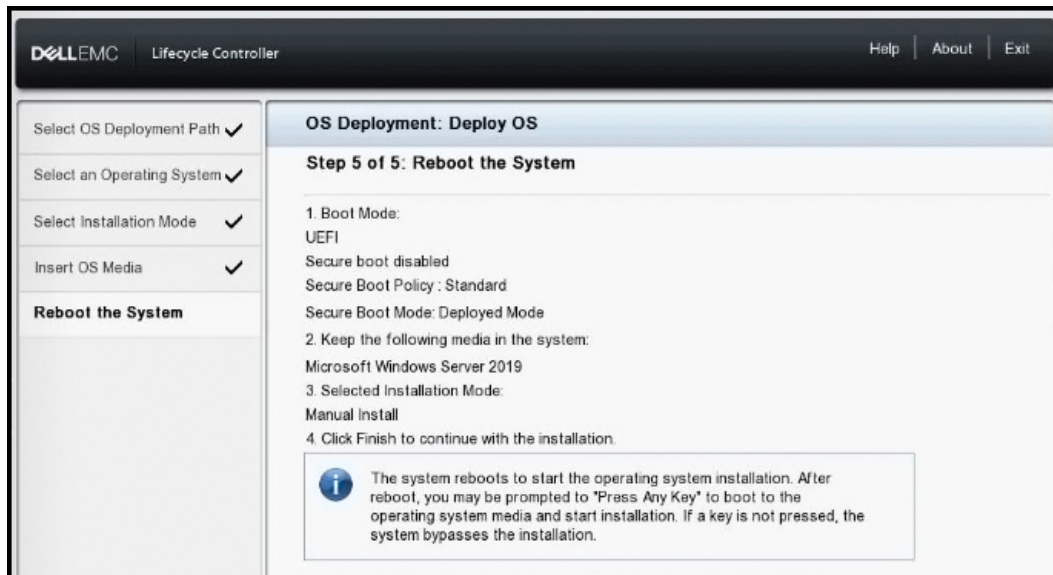 DELLEMC Lifecycle Controller Help About Exit
Select OS Deployment Path
Select an Operating System
Select Installation Mode
Insert OS Media
Reboot the System
OS Deployment: Deploy OS
Step 5 of 5: Reboot the System
1. Boot Mode:
UEFI
Secure boot disabled
Secure Boot Policy : Standard
Secure Boot Mode: Deployed Mode
2. Keep the following media in the system:
Microsoft Windows Server 2019
3. Selected Installation Mode:
Manual Install
4. Click Finish to continue with the installation.
The system reboots to start the operating system installation. After
reboot, you may be prompted to "Press Any Key" to boot to the
operating system media and start installation. If a key is not pressed, the
system bypasses the installation.